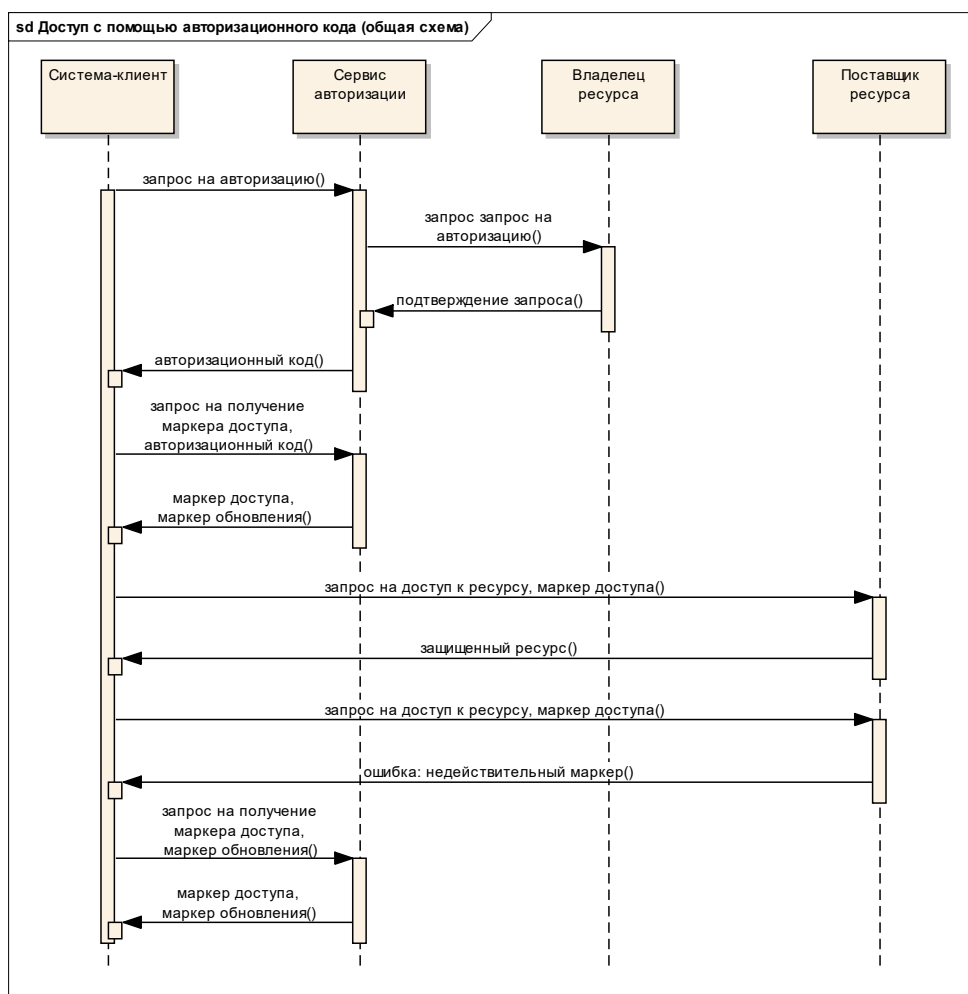 sd Доступ с помощью авторизационного кода (общая схема)
Система-клиент
Сервис
авторизации
Владелец
ресурса
Поставщик
ресурса
запрос на авторизацию()
запрос запрос на
авторизацию()
подтверждение запроса()
авторизационный код()
запрос на получение
маркера доступа,
авторизационный код()
маркер доступа,
маркер обновления()
запрос на доступ к ресурсу, маркер доступа()
защищенный ресурс()
запрос на доступ к ресурсу, маркер доступа()
ошибка: недействительный маркер()
запрос на получение
маркера доступа,
маркер обновления()
маркер доступа,
маркер обновления()